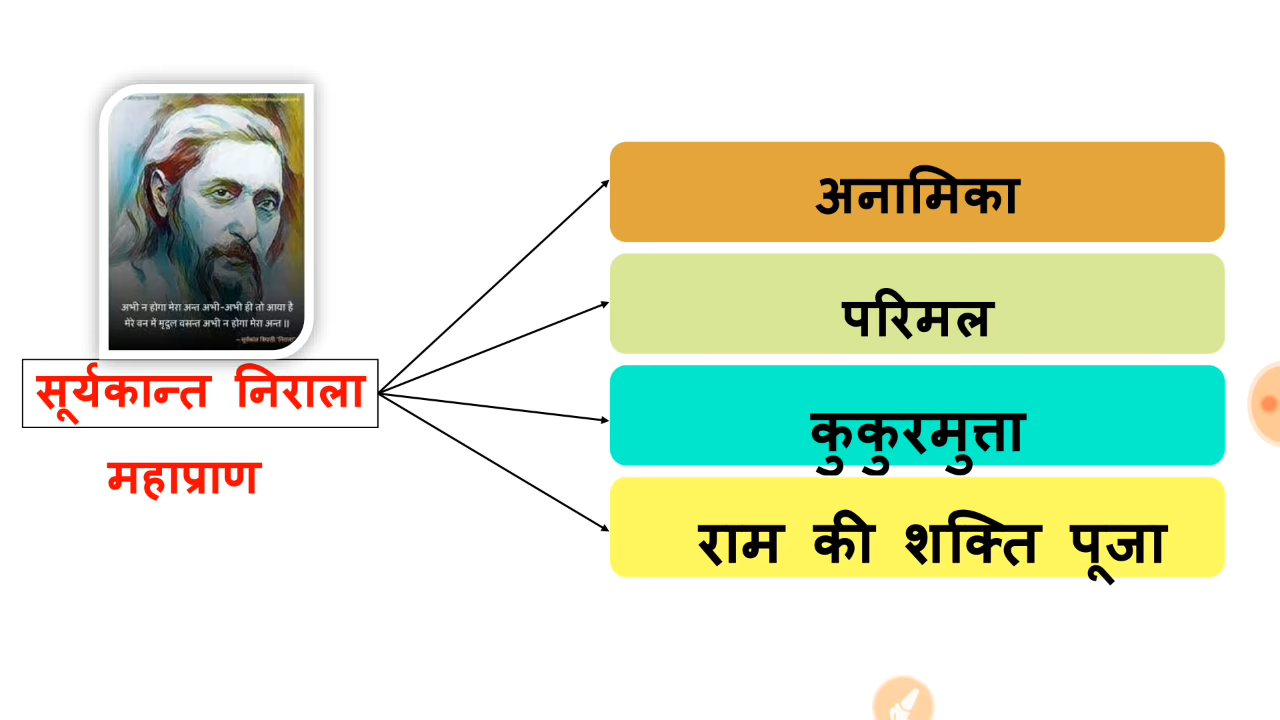 अभी न होगा मेरा अन्त अभी-अभी ही तो आया है
मेरे वन में मृदुल वसन्त अभी न होगा मेरा अन्त॥
सूर्यकान्त निराला
महाप्राण
अनामिका
परिमल
कुकुरमुत्ता
राम की शक्ति पूजा